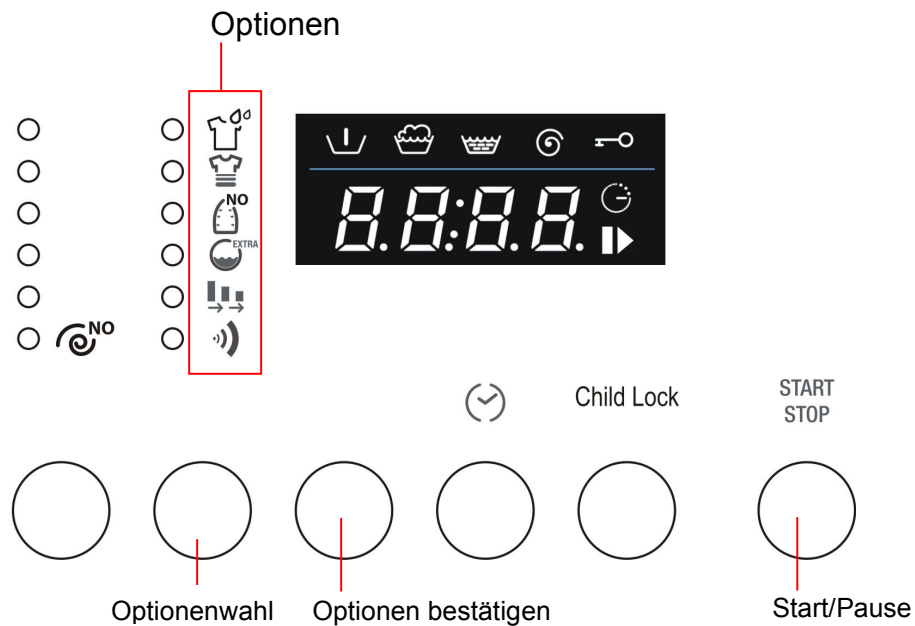 Optionen
NO
EXTRA
NO
8.8:8.8.
Child Lock
START
STOP
Optionenwahl
Optionen bestätigen
Start/Pause